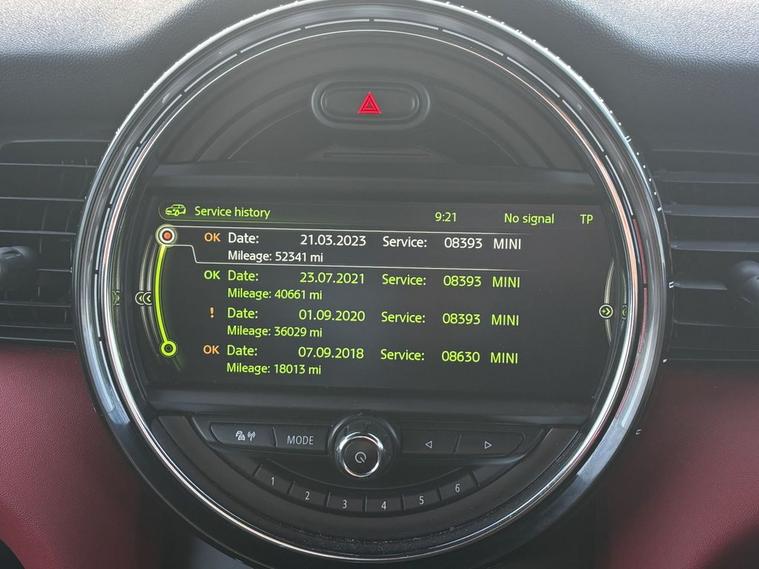 Service history 9:21 No signal TP
OK Date: 21.03.2023 Service: 08393 MINI
Mileage: 52341 mi
OK Date: 23.07.2021 Service: 08393 MINI
Mileage: 40661 mi
! Date: 01.09.2020 Service: 08393 MINI
Mileage: 36029 mi
OK Date: 07.09.2018 Service: 08630 MINI
Mileage: 18013 mi
MODE
1 2 3 4 5 6